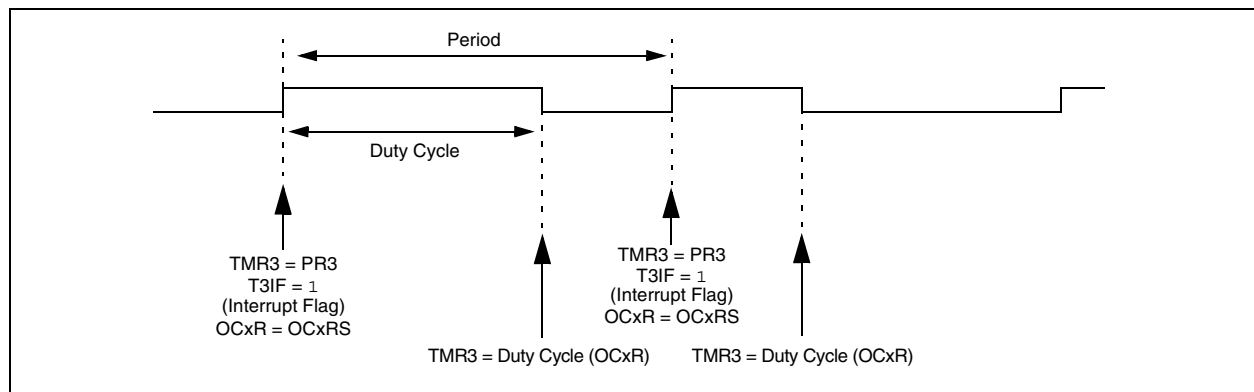 Period
Duty Cycle
TMR3 = PR3
T3IF = 1
(Interrupt Flag)
OCxR = OCxRS
TMR3 = PR3
T3IF = 1
(Interrupt Flag)
OCxR = OCxRS
TMR3 = Duty Cycle (OCxR)
TMR3 = Duty Cycle (OCxR)